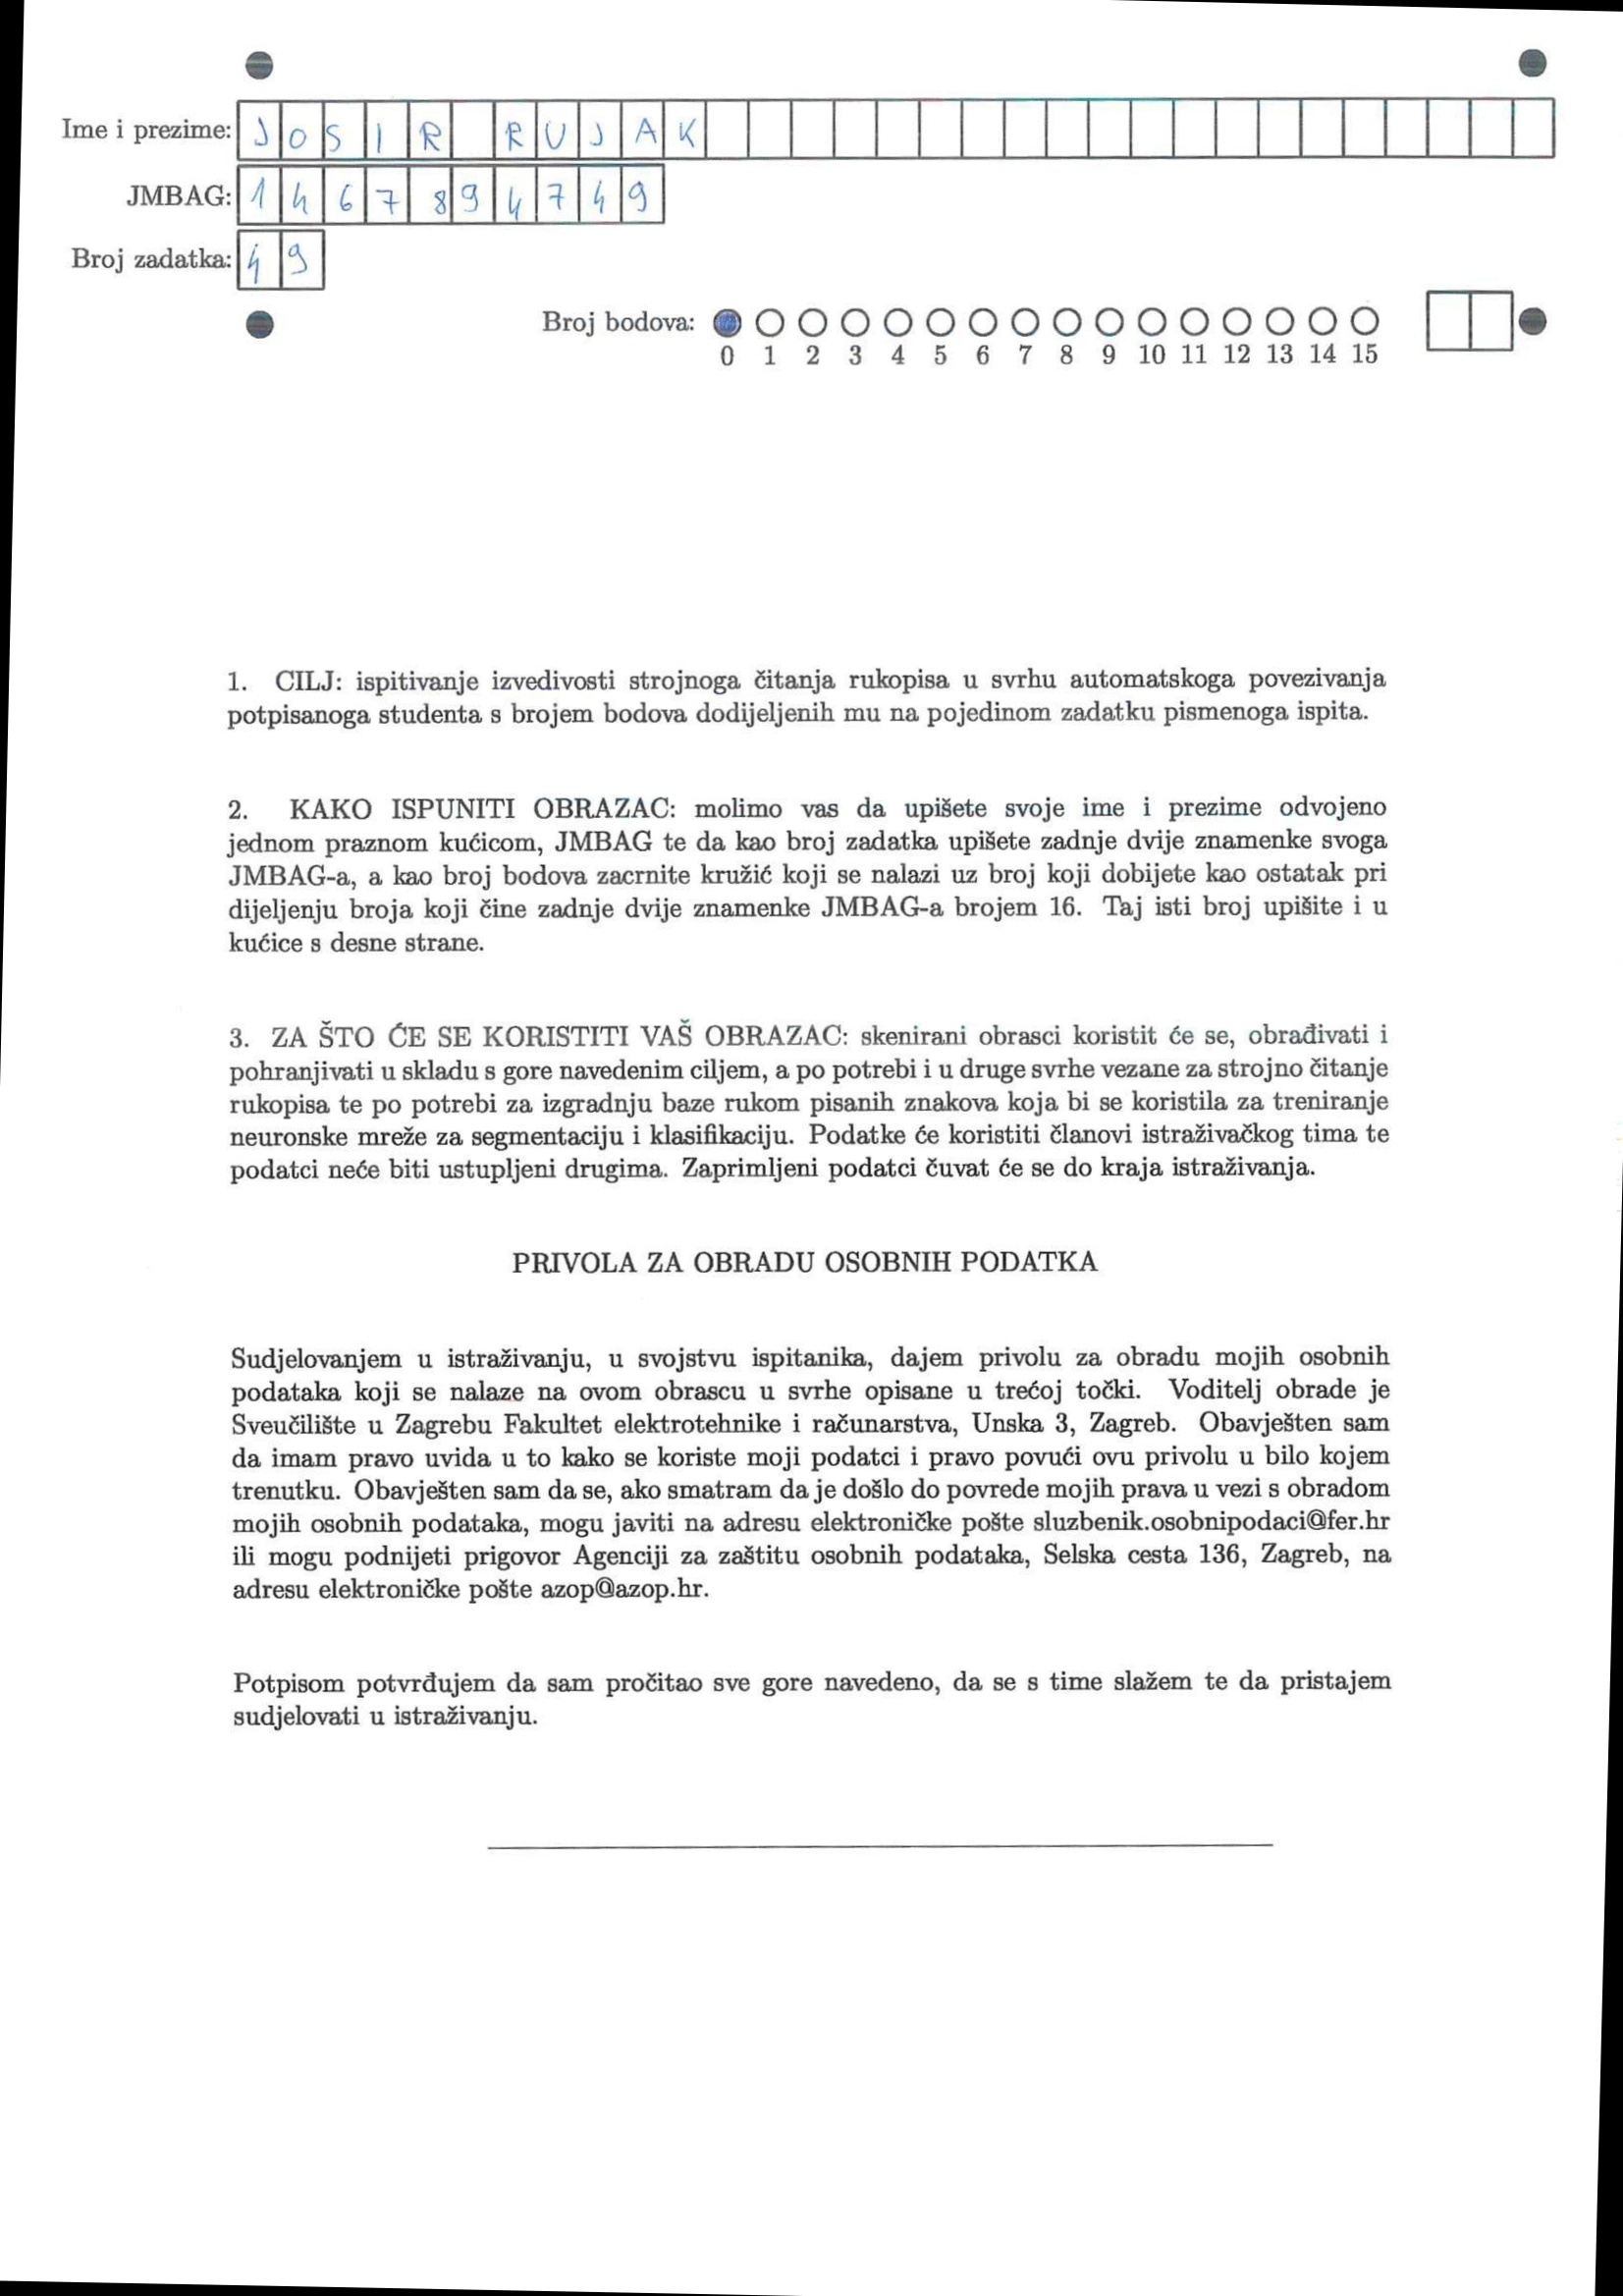 Ime i prezime: JOSIR RUJAK
JMBAG: 1467894749
Broj zadatka: 49
Broj bodova:
0 1 2 3 4 5 6 7 8 9 10 11 12 13 14 15
1. CILJ: ispitivanje izvedivosti strojnoga čitanja rukopisa u svrhu automatskoga povezivanja
potpisanoga studenta s brojem bodova dodijeljenih mu na pojedinom zadatku pismenoga ispita.
2. KAKO ISPUNITI OBRAZAC: molimo vas da upišete svoje ime i prezime odvojeno
jednom praznom kućicom, JMBAG te da kao broj zadatka upišete zadnje dvije znamenke svoga
JMBAG-a, a kao broj bodova zacrnite kružić koji se nalazi uz broj koji dobijete kao ostatak pri
dijeljenju broja koji čine zadnje dvije znamenke JMBAG-a brojem 16. Taj isti broj upišite i u
kućice s desne strane.
3. ZA ŠTO ĆE SE KORISTITI VAŠ OBRAZAC: skenirani obrasci koristit će se, obrađivati i
pohranjivati u skladu s gore navedenim ciljem, a po potrebi i u druge svrhe vezane za strojno čitanje
rukopisa te po potrebi za izgradnju baze rukom pisanih znakova koja bi se koristila za treniranje
neuronske mreže za segmentaciju i klasifikaciju. Podatke će koristiti članovi istraživačkog tima te
podatci neće biti ustupljeni drugima. Zaprimljeni podatci čuvat će se do kraja istraživanja.
PRIVOLA ZA OBRADU OSOBNIH PODATKA
Sudjelovanjem u istraživanju, u svojstvu ispitanika, dajem privolu za obradu mojih osobnih
podataka koji se nalaze na ovom obrascu u svrhe opisane u trećoj točki. Voditelj obrade je
Sveučilište u Zagrebu Fakultet elektrotehnike i računarstva, Unska 3, Zagreb. Obavješten sam
da imam pravo uvida u to kako se koriste moji podatci i pravo povući ovu privolu u bilo kojem
trenutku. Obavješten sam da se, ako smatram da je došlo do povrede mojih prava u vezi s obradom
mojih osobnih podataka, mogu javiti na adresu elektroničke pošte sluzbenik.osobnipodaci@fer.hr
ili mogu podnijeti prigovor Agenciji za zaštitu osobnih podataka, Selska cesta 136, Zagreb, na
adresu elektroničke pošte azop@azop.hr.
Potpisom potvrđujem da sam pročitao sve gore navedeno, da se s time slažem te da pristajem
sudjelovati u istraživanju.